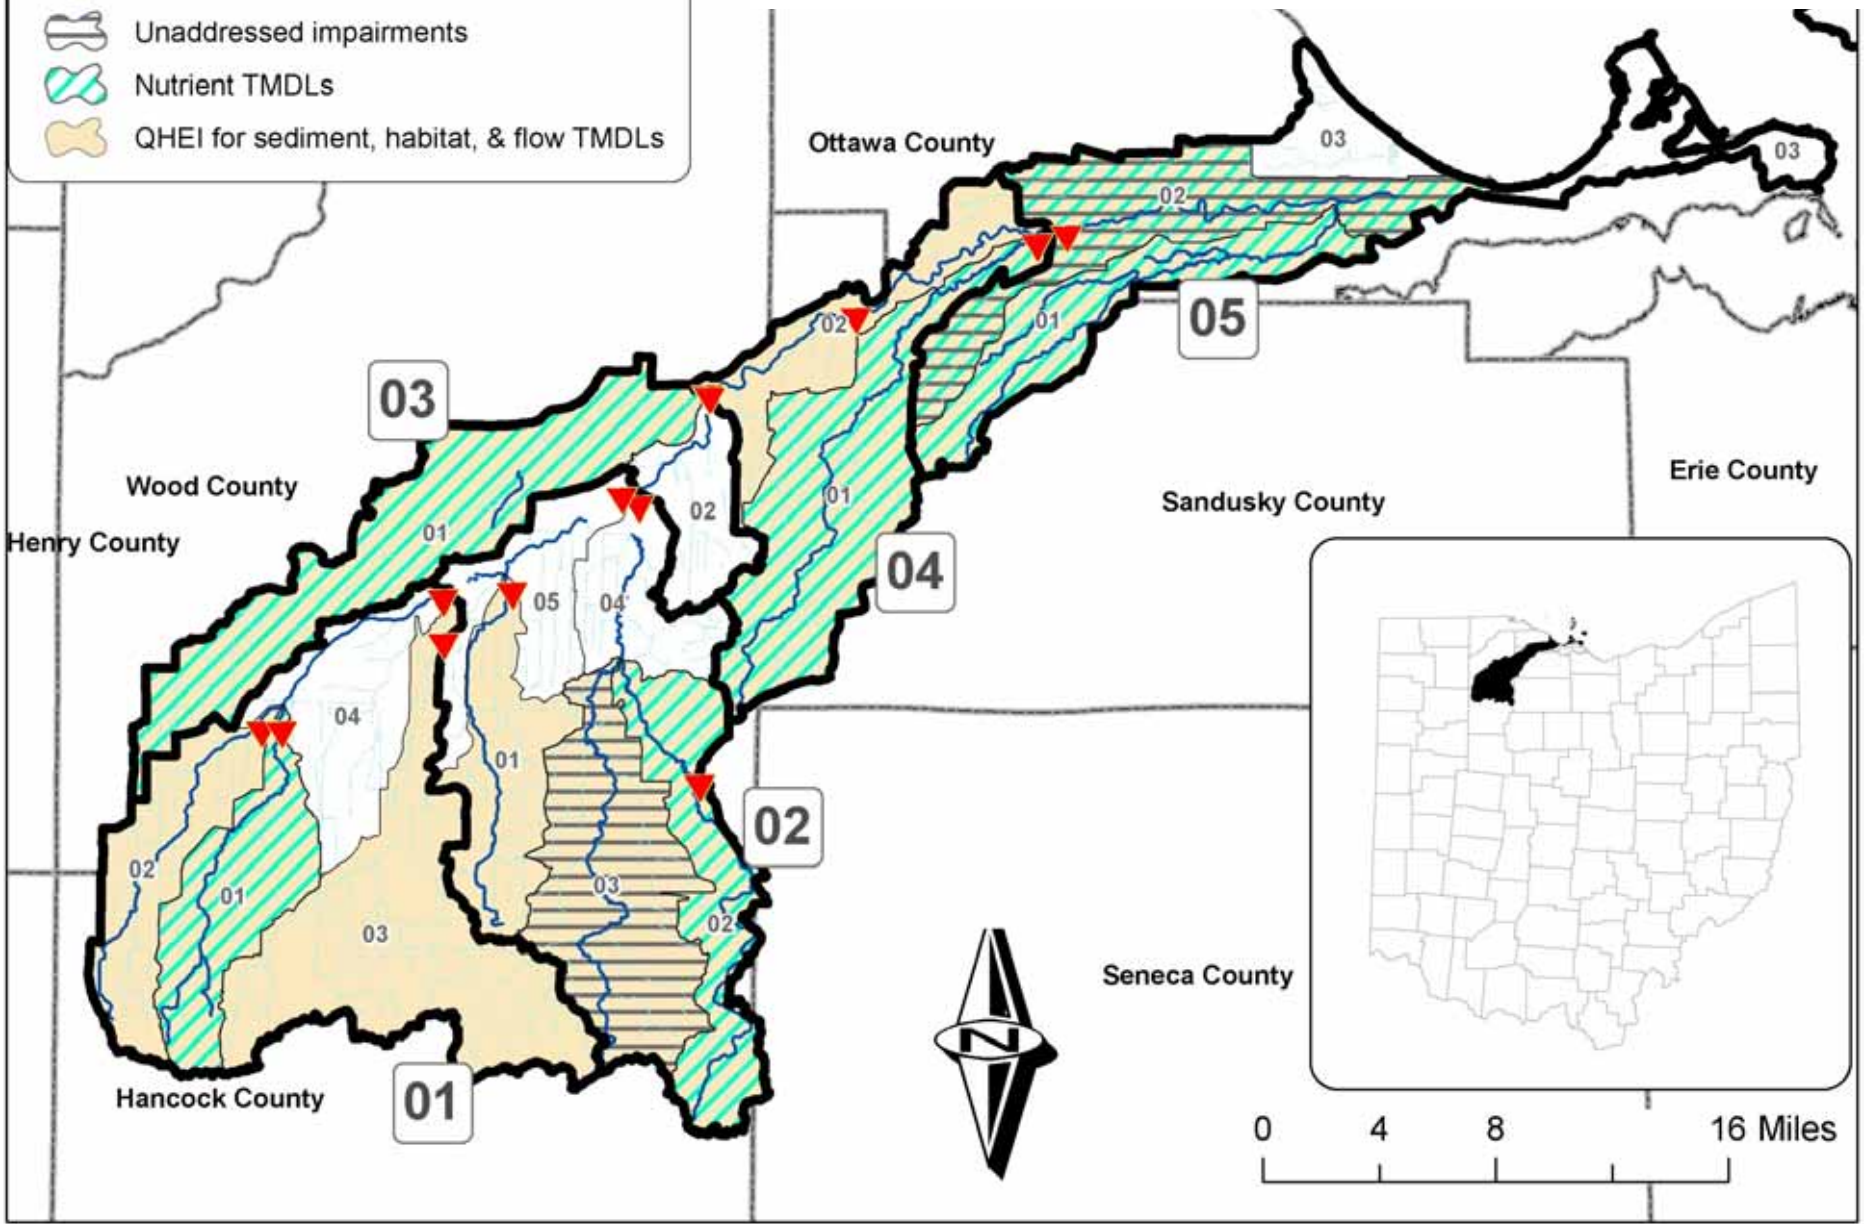 Unaddressed impairments
Nutrient TMDLs
QHEI for sediment, habitat, & flow TMDLs
Ottawa County
03
03
02
05
01
02
03
Wood County
Erie County
Sandusky County
01
02
01
Henry County
04
05
04
04
01
02
02
03
01
02
03
Seneca County
Hancock County
01
N
0 4 8 16 Miles